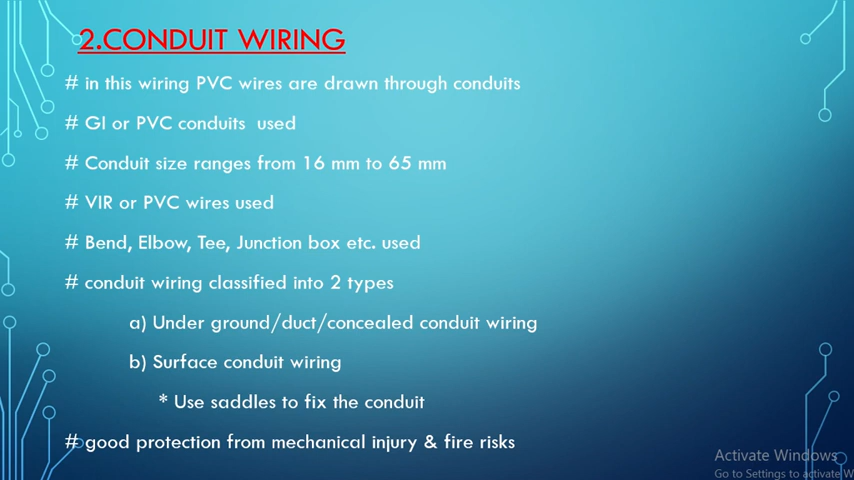 2.CONDUIT WIRING
# in this wiring PVC wires are drawn through conduits
# GI or PVC conduits used
# Conduit size ranges from 16 mm to 65 mm
# VIR or PVC wires used
# Bend, Elbow, Tee, Junction box etc. used
# conduit wiring classified into 2 types
a) Under ground/duct/concealed conduit wiring
b) Surface conduit wiring
* Use saddles to fix the conduit
# good protection from mechanical injury & fire risks
Activate Windows
Go to Settings to activate W